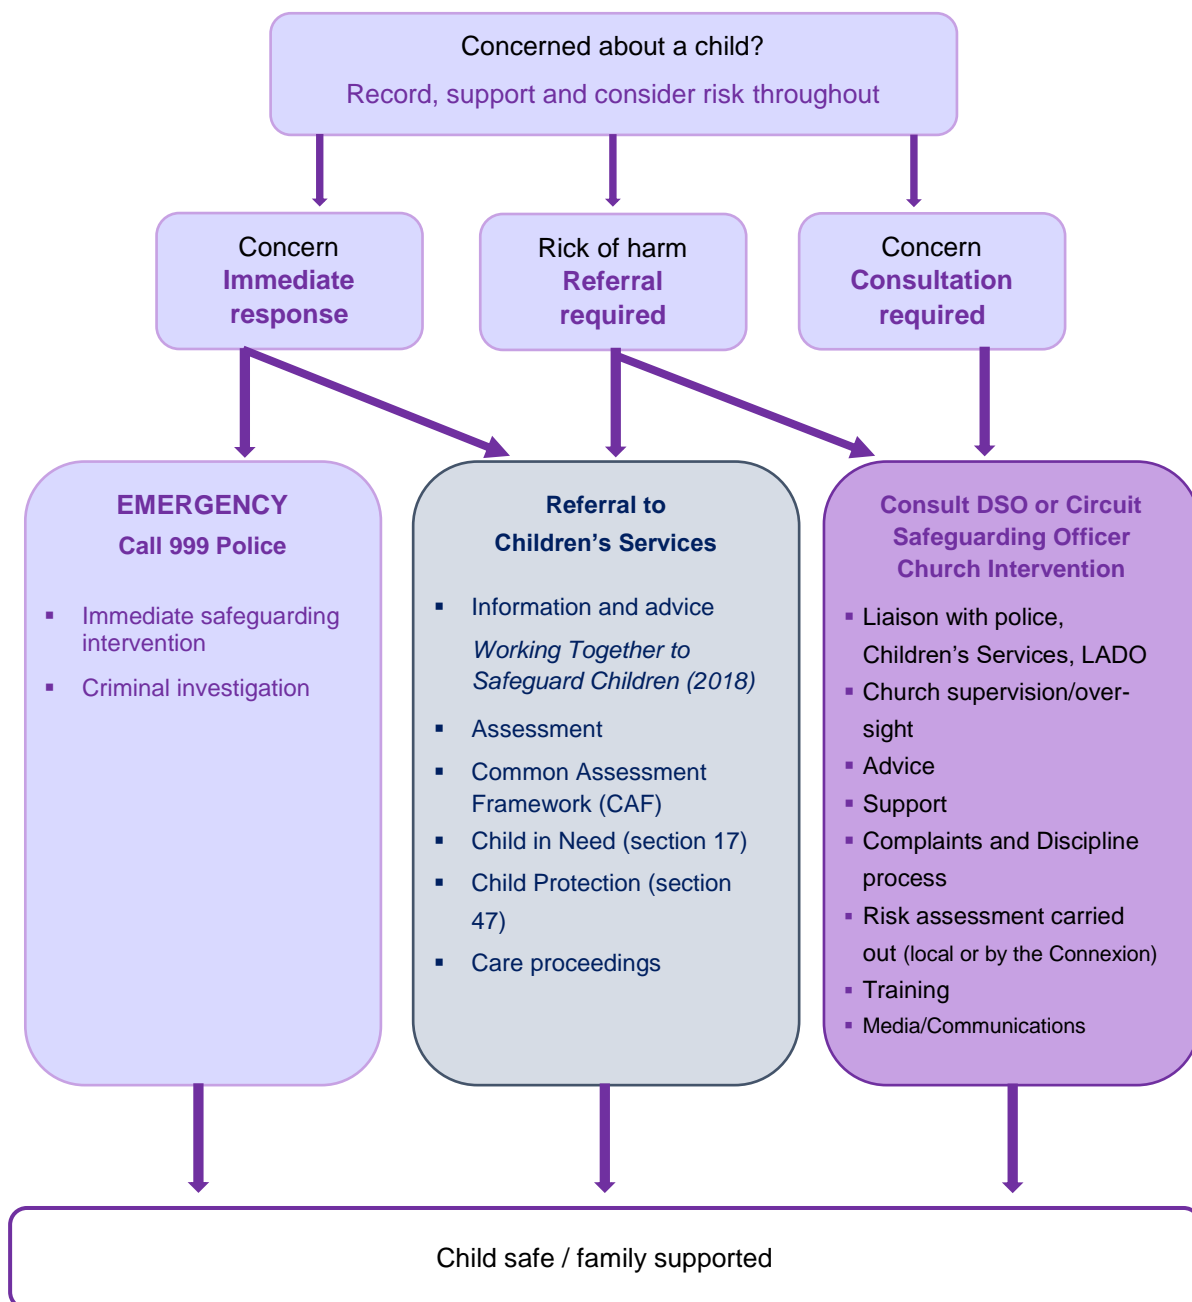 Concerned about a child?
Record, support and consider risk throughout
Concern
Immediate
response
Rick of harm
Referral
required
Concern
Consultation
required
EMERGENCY
Call 999 Police
▪ Immediate safeguarding
intervention
▪ Criminal investigation
Referral to
Children’s Services
▪ Information and advice
Working Together to
Safeguard Children (2018)
▪ Assessment
▪ Common Assessment
Framework (CAF)
▪ Child in Need (section 17)
▪ Child Protection (section
47)
▪ Care proceedings
Consult DSO or Circuit
Safeguarding Officer
Church Intervention
▪ Liaison with police,
Children’s Services, LADO
▪ Church supervision/over-
sight
▪ Advice
▪ Support
▪ Complaints and Discipline
process
▪ Risk assessment carried
out (local or by the Connexion)
▪ Training
▪ Media/Communications
Child safe / family supported